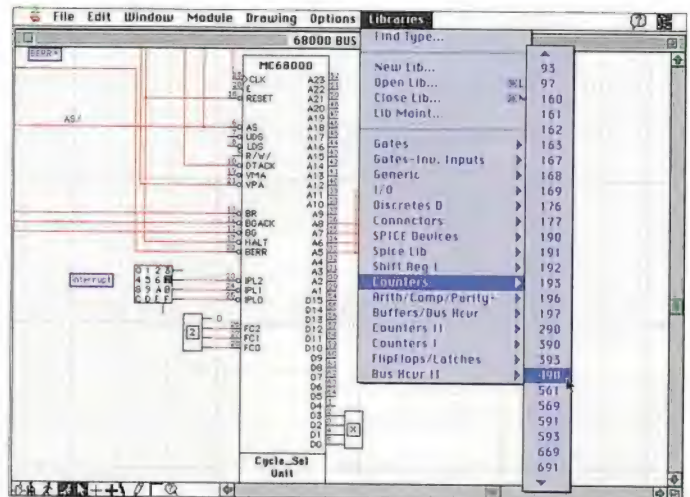 File Edit Window Module Drawing Options Libraries
68000 BUS
BERR*
AS/
Interrupt
0 1 2 3
4 5 6
8 9 A B
C D E F
MC68000
CLK
E
RESET
AS
UDS
LDS
R/W/
DTACK
VMA
VPA
BR
BGACK
BG
HALT
BERR
IPL2
IPL1
IPL0
FC2
FC1
FC0
A23
A22
A21
A20
A19
A18
A17
A16
A15
A14
A13
A12
A11
A10
A9
A8
A7
A6
A5
A4
A3
A2
A1
D15
D14
D13
D12
D11
D10
D9
D8
D7
D6
D5
D4
D3
D2
D1
D0
0
2
X
Cycle_Sel
Unit
Find Type...
New Lib...
Open Lib... ⌘L
Close Lib...
Lib Maint...
Gates
Gates-Inv. Inputs
Generic
I/O
Discretes D
Connectors
SPICE Devices
Spice Lib
Shift Reg I
Counters
Arith/Comp/Parity
Buffers/Bus Xcvr
Counters II
Counters I
FlipFlops/Latches
Bus Xcvr II
93
97
160
161
162
163
167
168
169
176
177
190
191
192
193
196
197
290
390
393
490
561
569
591
593
669
691